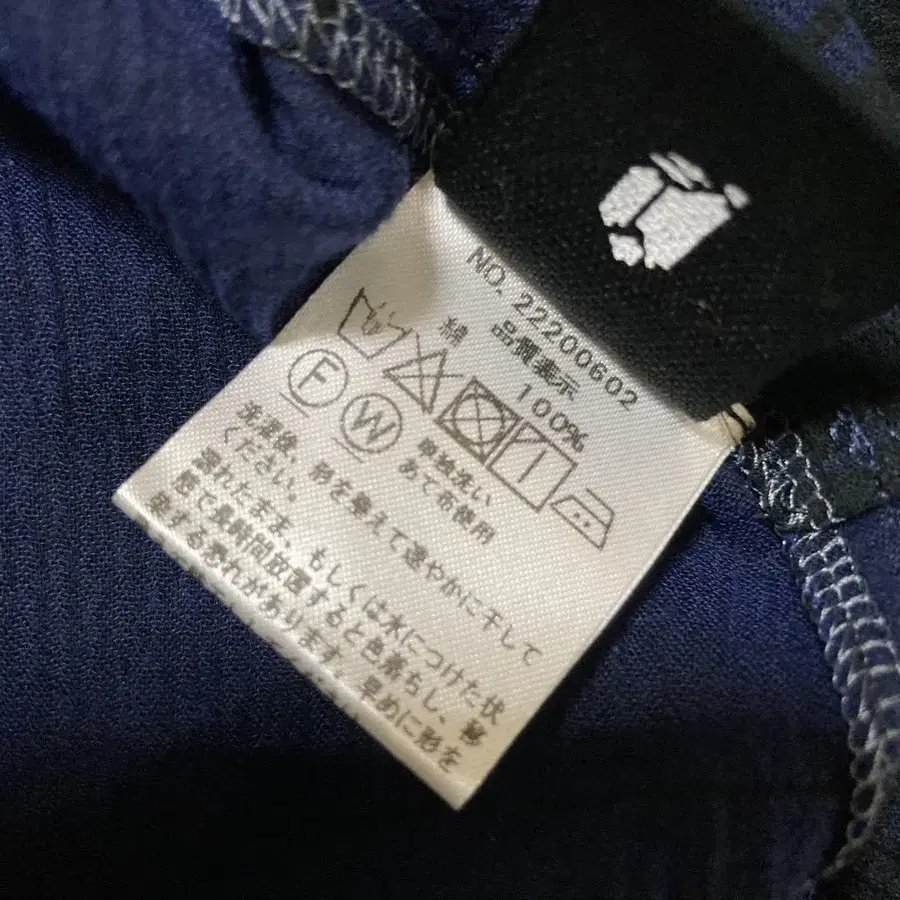 NO. 22200602
品質表示
綿 100%
F
W
単独洗い
あて布使用
洗濯後、形を整えて速やかに干して
ください。
濡れたまま、もしくは水につけた状
態で長時間放置すると色落ちし、移
染する恐れがあります。早めに形を